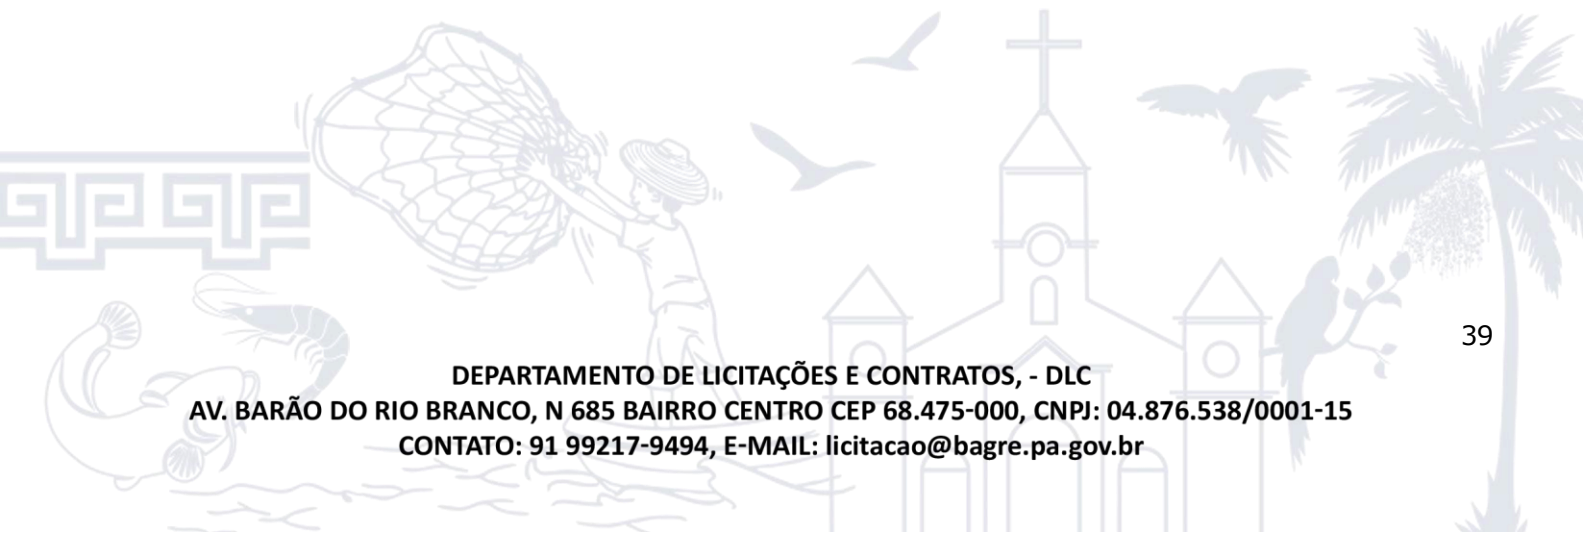 39
DEPARTAMENTO DE LICITAÇÕES E CONTRATOS, - DLC
AV. BARÃO DO RIO BRANCO, N 685 BAIRRO CENTRO CEP 68.475-000, CNPJ: 04.876.538/0001-15
CONTATO: 91 99217-9494, E-MAIL: licitacao@bagre.pa.gov.br